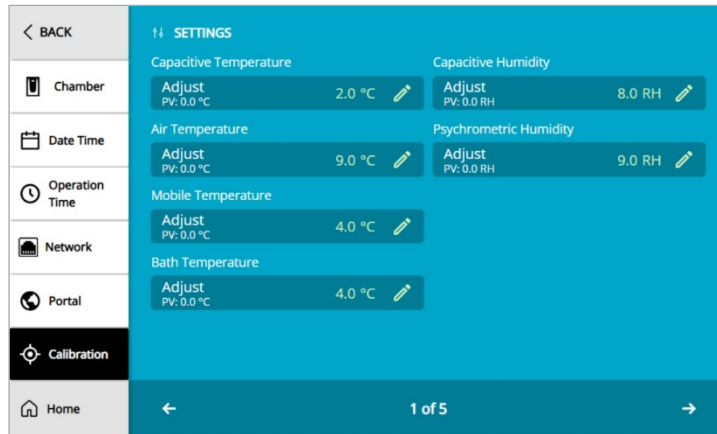 BACK
Chamber
Date Time
Operation
Time
Network
Portal
Calibration
Home
SETTINGS
Capacitive Temperature
Adjust
PV: 0.0 °C
2.0 °C
Capacitive Humidity
Adjust
PV: 0.0 RH
8.0 RH
Air Temperature
Adjust
PV: 0.0 °C
9.0 °C
Psychrometric Humidity
Adjust
PV: 0.0 RH
9.0 RH
Mobile Temperature
Adjust
PV: 0.0 °C
4.0 °C
Bath Temperature
Adjust
PV: 0.0 °C
4.0 °C
1 of 5